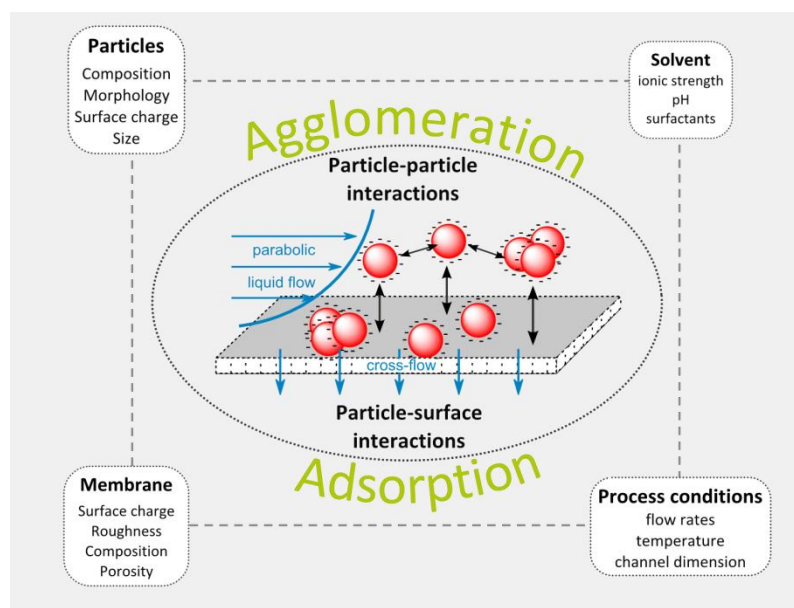 Particles
Composition
Morphology
Surface charge
Size
Solvent
ionic strength
pH
surfactants
Agglomeration
Particle-particle
interactions
parabolic
liquid flow
cross-flow
Particle-surface
interactions
Adsorption
Membrane
Surface charge
Roughness
Composition
Porosity
Process conditions
flow rates
temperature
channel dimension